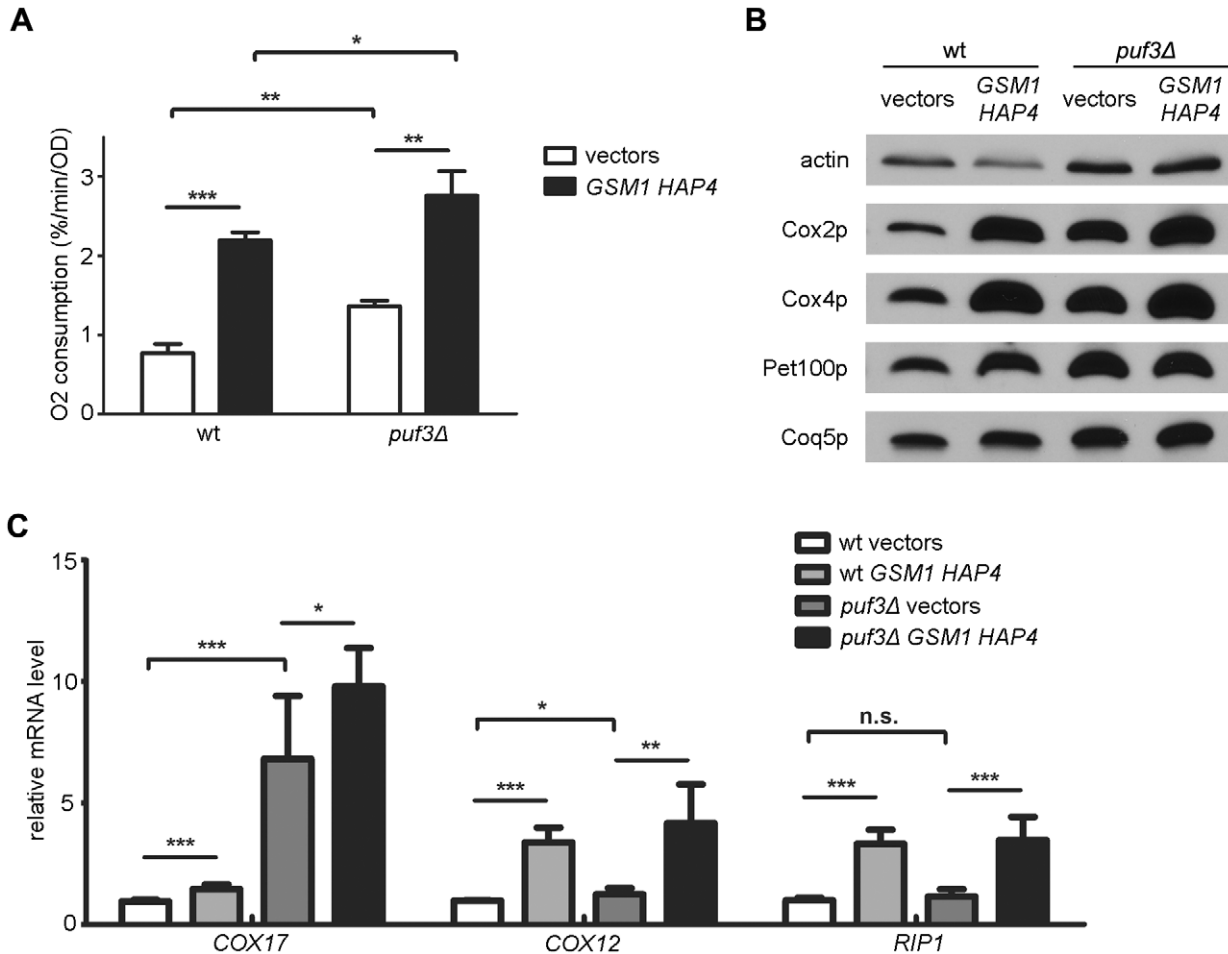 A
*
**
**
***
O2 consumption (%/min/OD)
3
2
1
0
wt
puf3Δ
vectors
GSM1 HAP4
B
wt
puf3Δ
vectors
GSM1
HAP4
vectors
GSM1
HAP4
actin
Cox2p
Cox4p
Pet100p
Coq5p
C
wt vectors
wt GSM1 HAP4
puf3Δ vectors
puf3Δ GSM1 HAP4
relative mRNA level
15
10
5
0
***
***
*
***
*
**
***
n.s.
***
COX17
COX12
RIP1